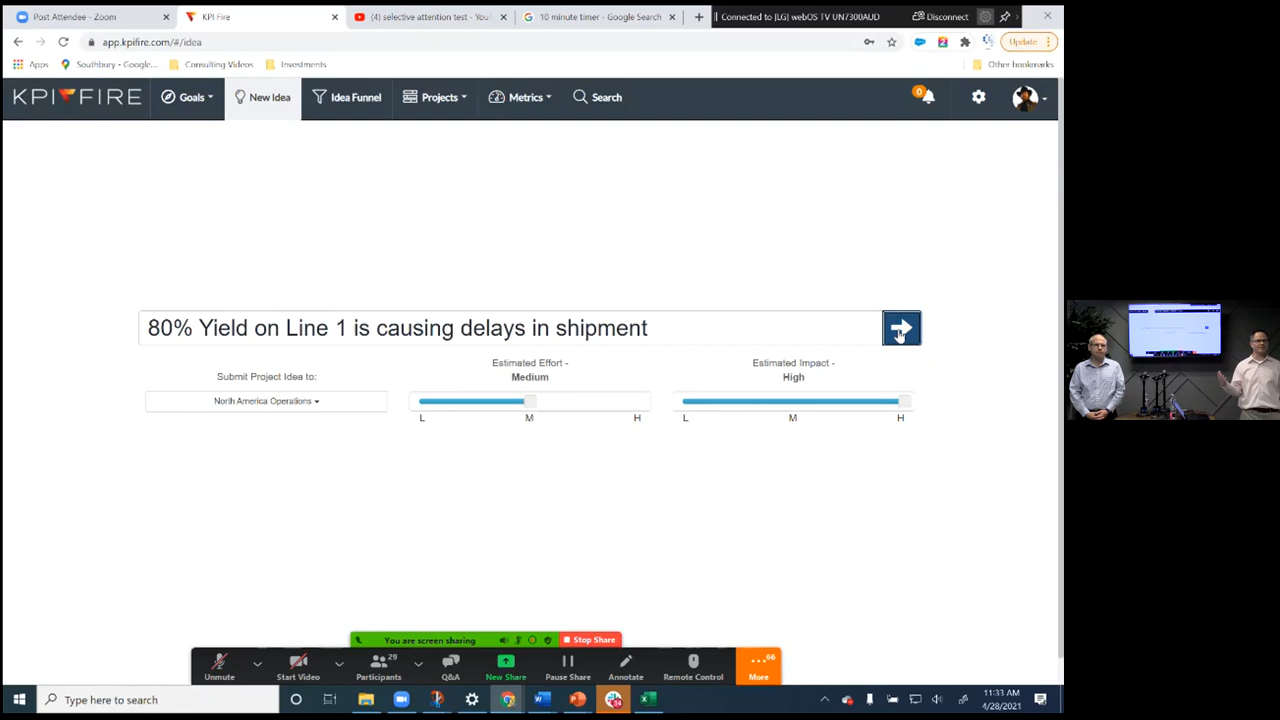 Post Attendee - Zoom
KPI Fire
(4) selective attention test - You
10 minute timer - Google Search
Connected to [LG] webOS TV UN7300AUD
Disconnect
app.kpifire.com/#/idea
Update
Apps
Southbury - Google...
Consulting Videos
Investments
Other bookmarks
KPI FIRE
Goals
New Idea
Idea Funnel
Projects
Metrics
Search
0
80% Yield on Line 1 is causing delays in shipment
Submit Project Idea to:
North America Operations
Estimated Effort -
Medium
L M H
Estimated Impact -
High
L M H
You are screen sharing
Stop Share
Unmute
Start Video
29
Participants
Q&A
New Share
Pause Share
Annotate
Remote Control
66
More
Type here to search
11:33 AM
4/28/2021